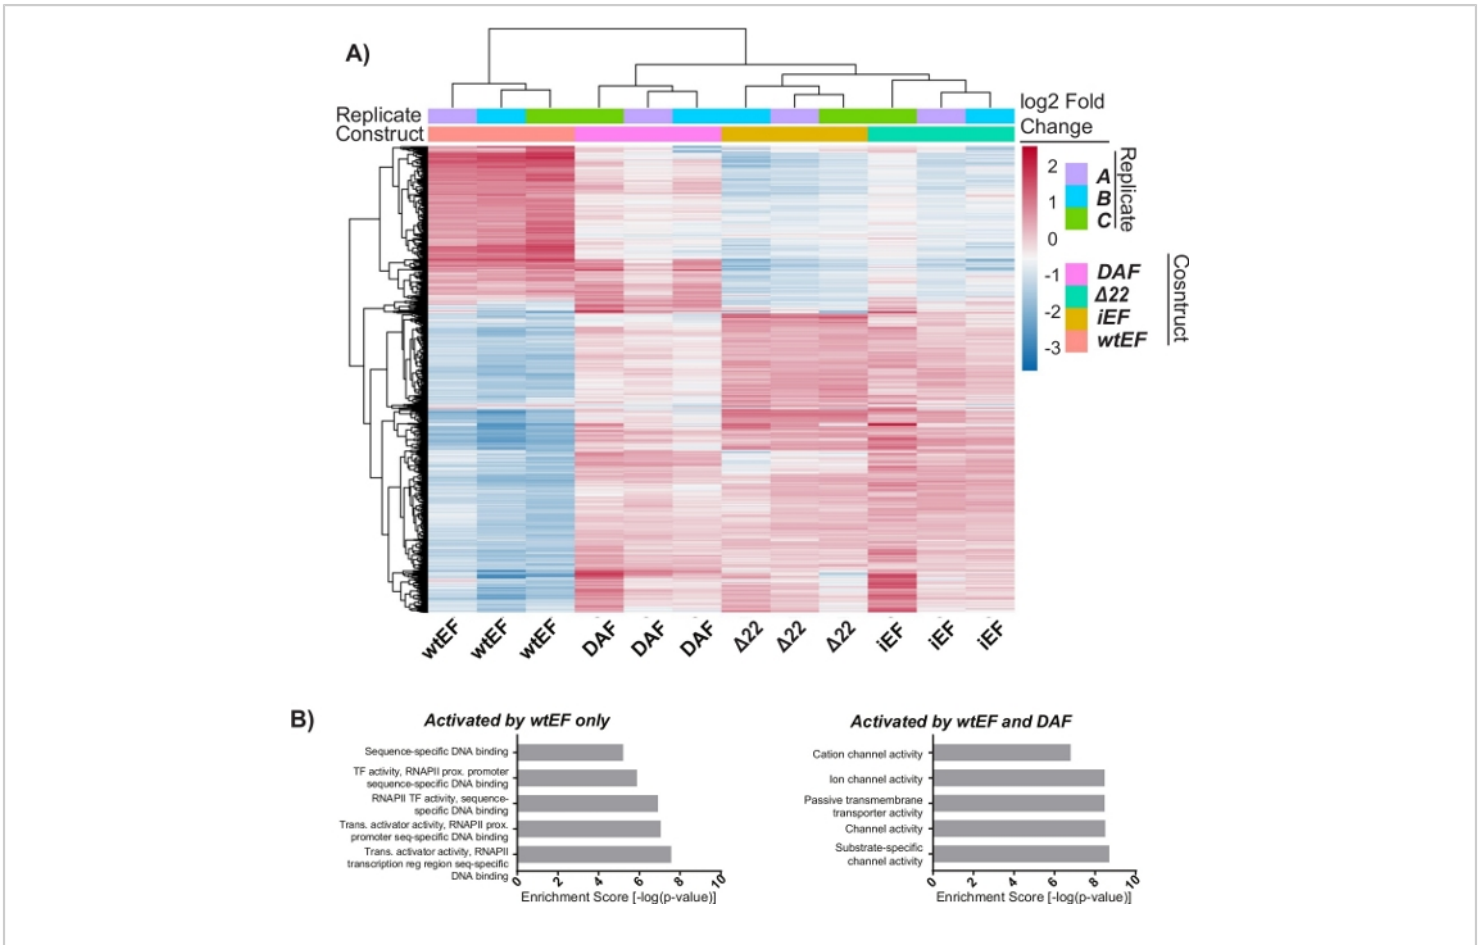 A)
Replicate
Construct
log2 Fold
Change
2
1
0
-1
-2
-3
A
B
C
Replicate
DAF
Δ22
iEF
wtEF
Cosntruct
wtEF wtEF wtEF DAF DAF DAF Δ22 Δ22 Δ22 iEF iEF iEF
B)
Activated by wtEF only
Sequence-specific DNA binding
TF activity, RNAPII prox. promoter
sequence-specific DNA binding
RNAPII TF activity, sequence-
specific DNA binding
Trans. activator activity, RNAPII prox.
promoter seq-specific DNA binding
Trans. activator activity, RNAPII
transcription reg region seq-specific
DNA binding
0 2 4 6 8 10
Enrichment Score [-log(p-value)]
Activated by wtEF and DAF
Cation channel activity
Ion channel activity
Passive transmembrane
transporter activity
Channel activity
Substrate-specific
channel activity
0 2 4 6 8 10
Enrichment Score [-log(p-value)]